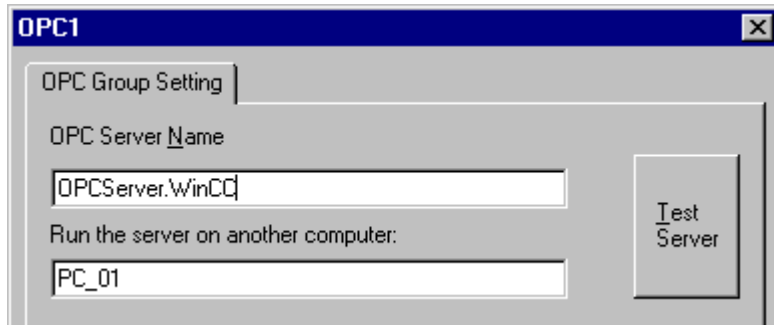 OPC1
OPC Group Setting
OPC Server Name
OPCServer.WinCC
Run the server on another computer:
PC_01
Test
Server